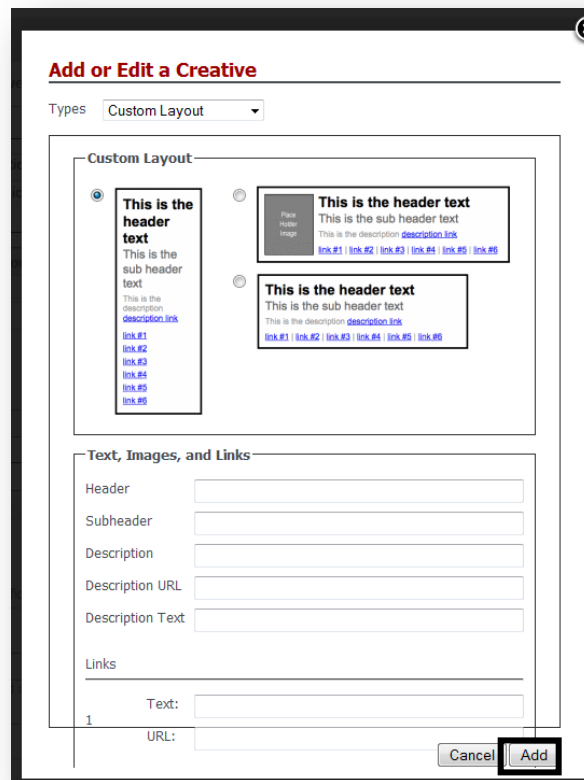 Add or Edit a Creative
Types Custom Layout
Custom Layout
This is the
header
text
This is the
sub header
text
This is the
description
description link
link #1
link #2
link #3
link #4
link #5
link #6
Place
Holder
Image
This is the header text
This is the sub header text
This is the description description link
link #1 | link #2 | link #3 | link #4 | link #5 | link #6
This is the header text
This is the sub header text
This is the description description link
link #1 | link #2 | link #3 | link #4 | link #5 | link #6
Text, Images, and Links
Header
Subheader
Description
Description URL
Description Text
Links
1
Text:
URL:
Cancel Add